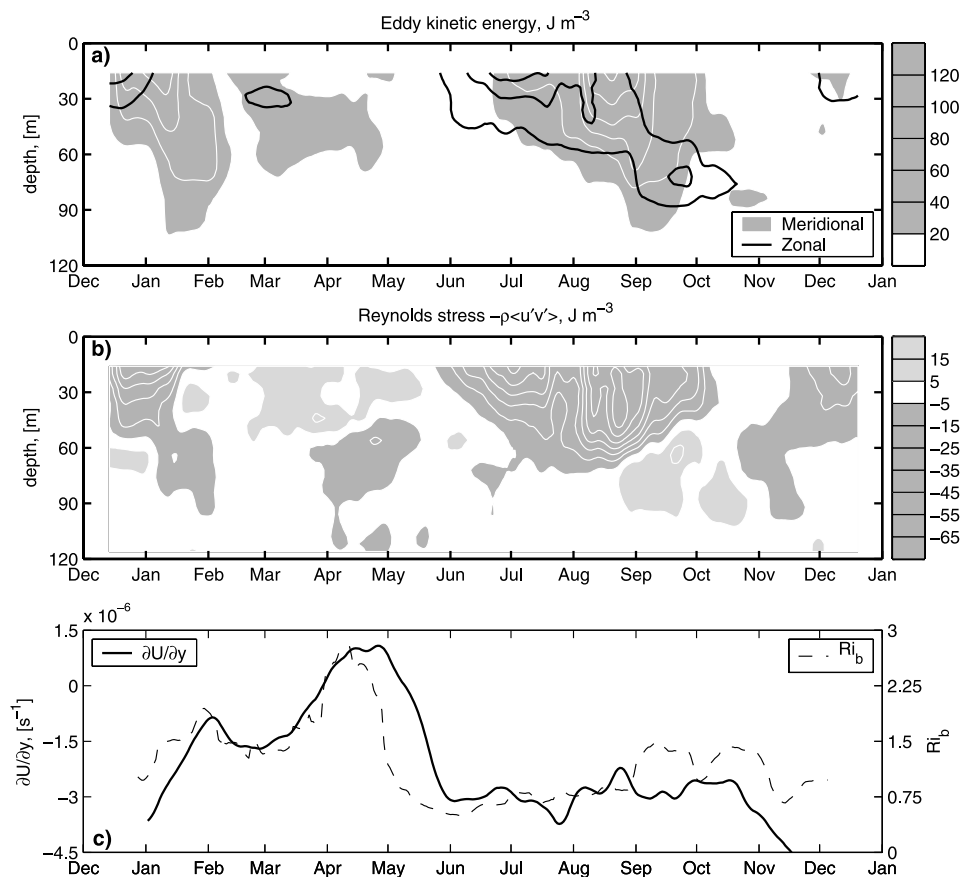 Eddy kinetic energy, J m⁻³
a)
0
30
60
90
120
depth, [m]
Dec Jan Feb Mar Apr May Jun Jul Aug Sep Oct Nov Dec Jan
Meridional
Zonal
120
100
80
60
40
20
Reynolds stress −ρ<u′v′>, J m⁻³
b)
0
30
60
90
120
depth, [m]
Dec Jan Feb Mar Apr May Jun Jul Aug Sep Oct Nov Dec Jan
15
5
−5
−15
−25
−35
−45
−55
−65
x 10⁻⁶
1.5
0
−1.5
−3
−4.5
∂U/∂y, [s⁻¹]
∂U/∂y
Ri_b
c)
3
2.25
1.5
0.75
0
Ri_b
Dec Jan Feb Mar Apr May Jun Jul Aug Sep Oct Nov Dec Jan